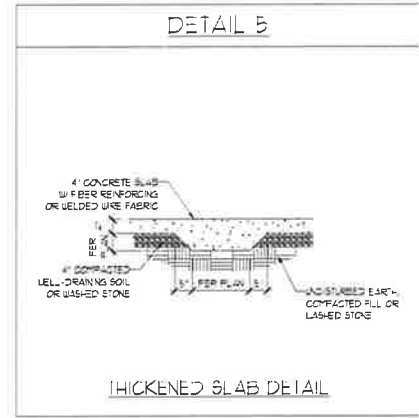 DETAIL 5
4" CONCRETE SLAB
W/ FIBER REINFORCING
OR WELDED WIRE FABRIC
4"
PER
PLAN
4" COMPACTED
WELL-DRAINING SOIL
OR WASHED STONE
PER PLAN
UNDISTURBED EARTH,
COMPACTED FILL OR
WASHED STONE
THICKENED SLAB DETAIL